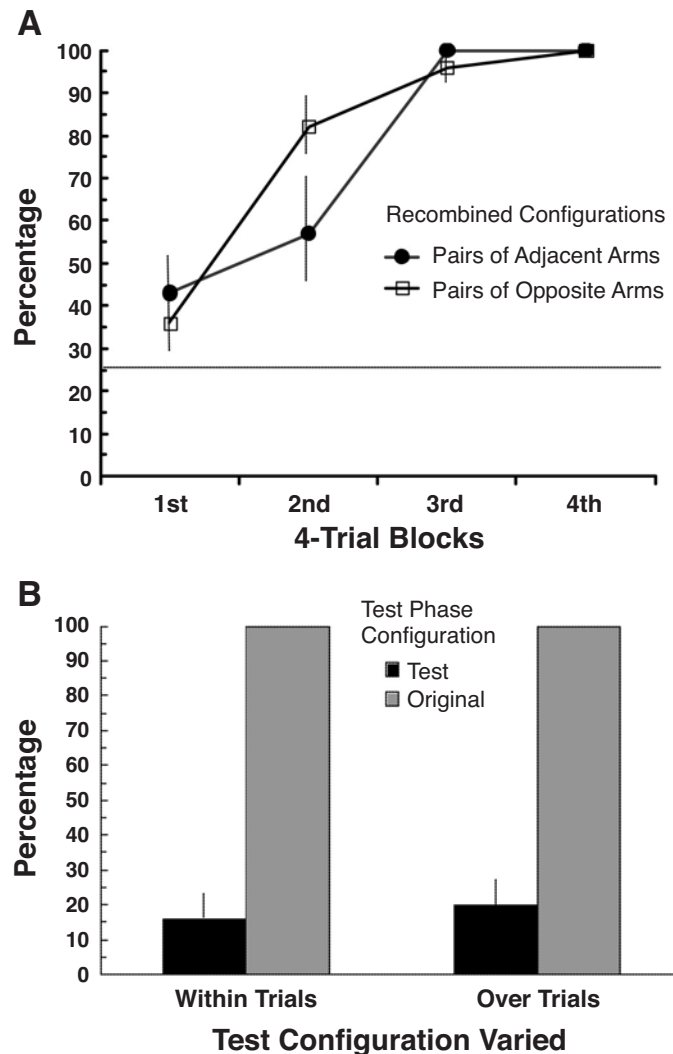 A
100
90
80
70
60
50
40
30
20
10
0
Percentage
Recombined Configurations
Pairs of Adjacent Arms
Pairs of Opposite Arms
1st 2nd 3rd 4th
4-Trial Blocks
B
Test Phase
Configuration
Test
Original
100
90
80
70
60
50
40
30
20
10
0
Percentage
Within Trials Over Trials
Test Configuration Varied